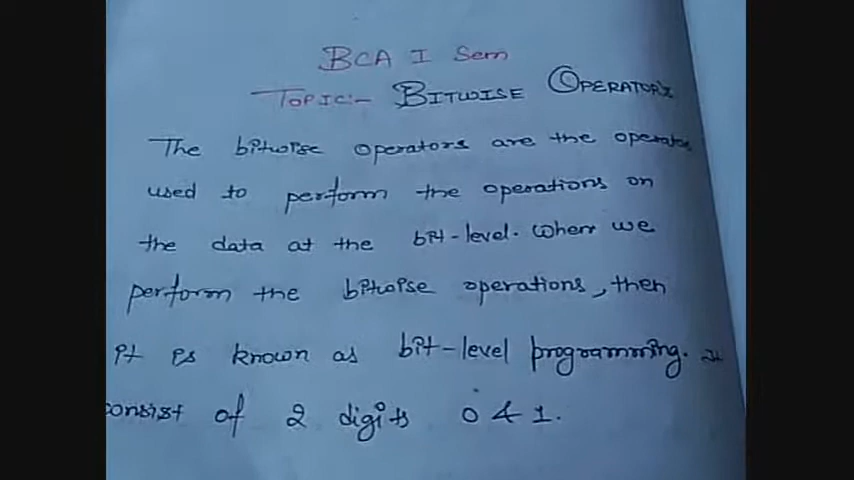 BCA I Sem
TOPIC:- BITWISE OPERATORS
The bitwise operators are the operators
used to perform the operations on
the data at the bit-level. When we
perform the bitwise operations, then
it is known as bit-level programming. It
consist of 2 digits 0 & 1.